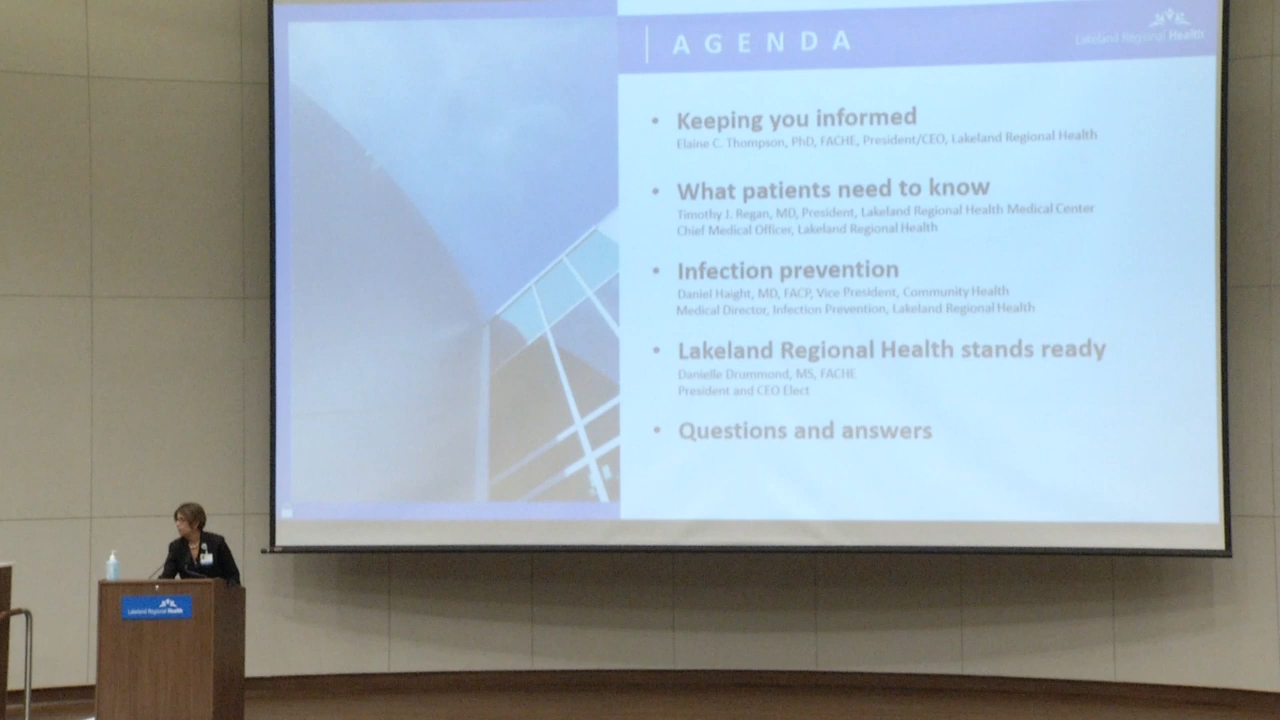 AGENDA
Lakeland Regional Health
• Keeping you informed
Elaine C. Thompson, PhD, FACHE, President/CEO, Lakeland Regional Health
• What patients need to know
Timothy J. Regan, MD, President, Lakeland Regional Health Medical Center
Chief Medical Officer, Lakeland Regional Health
• Infection prevention
Daniel Haight, MD, FACP, Vice President, Community Health
Medical Director, Infection Prevention, Lakeland Regional Health
• Lakeland Regional Health stands ready
Danielle Drummond, MS, FACHE
President and CEO Elect
• Questions and answers
Lakeland Regional Health